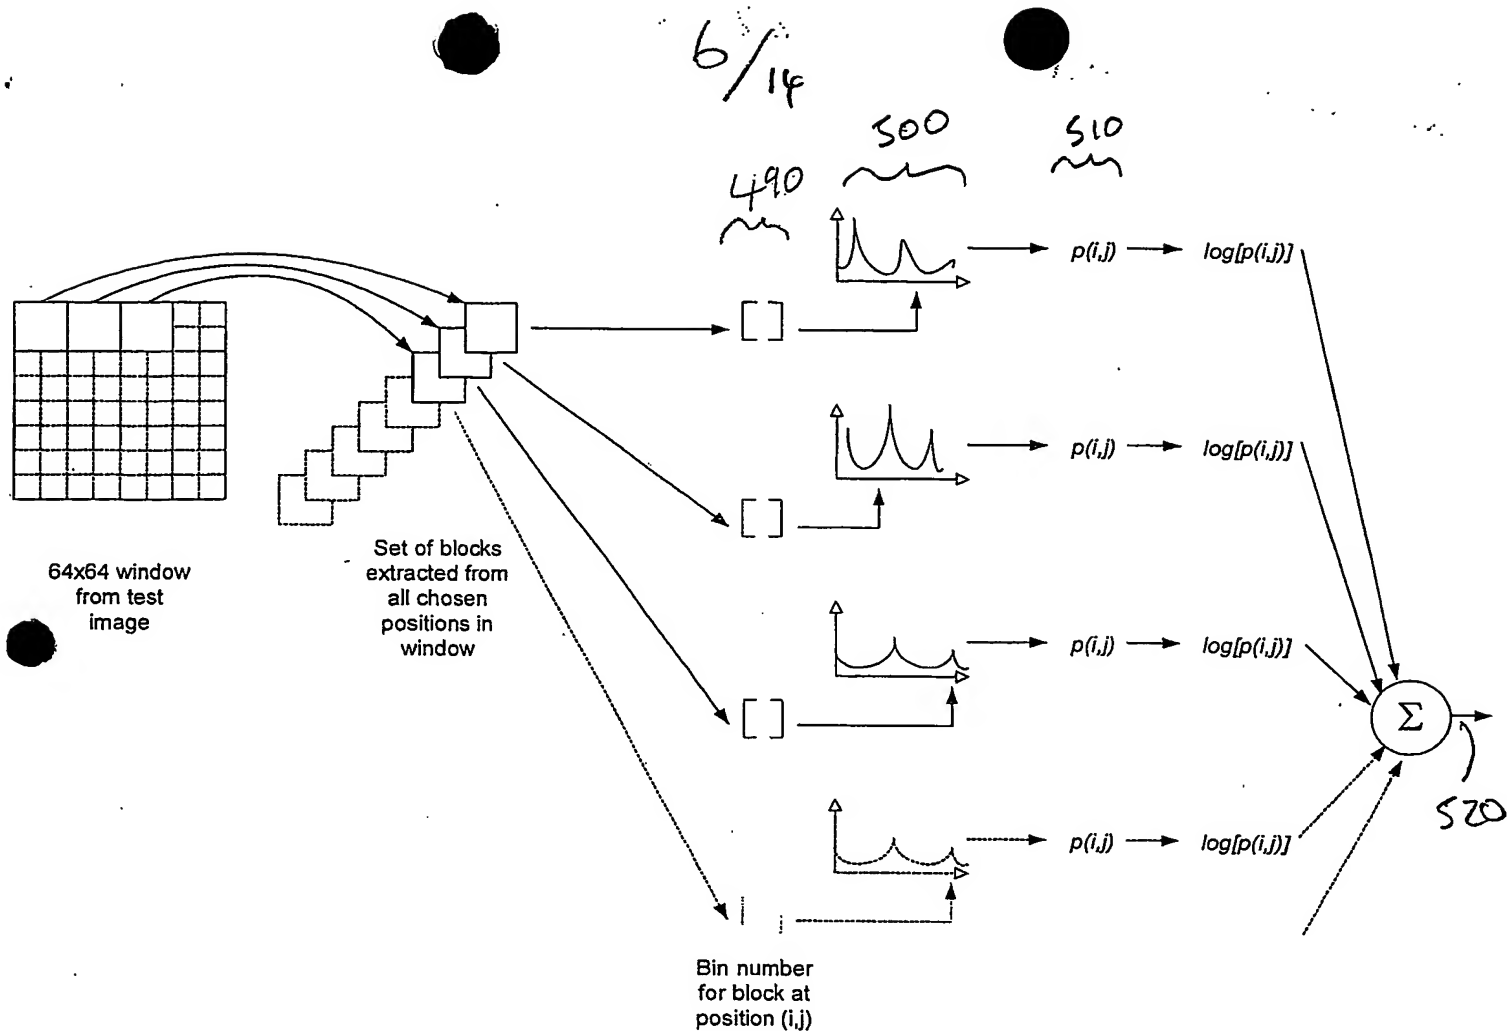 6/14
500
510
490
p(i,j)
log[p(i,j)]
[ ]
p(i,j)
log[p(i,j)]
[ ]
64x64 window
from test
image
Set of blocks
extracted from
all chosen
positions in
window
p(i,j)
log[p(i,j)]
[ ]
Σ
520
p(i,j)
log[p(i,j)]
Bin number
for block at
position (i,j)